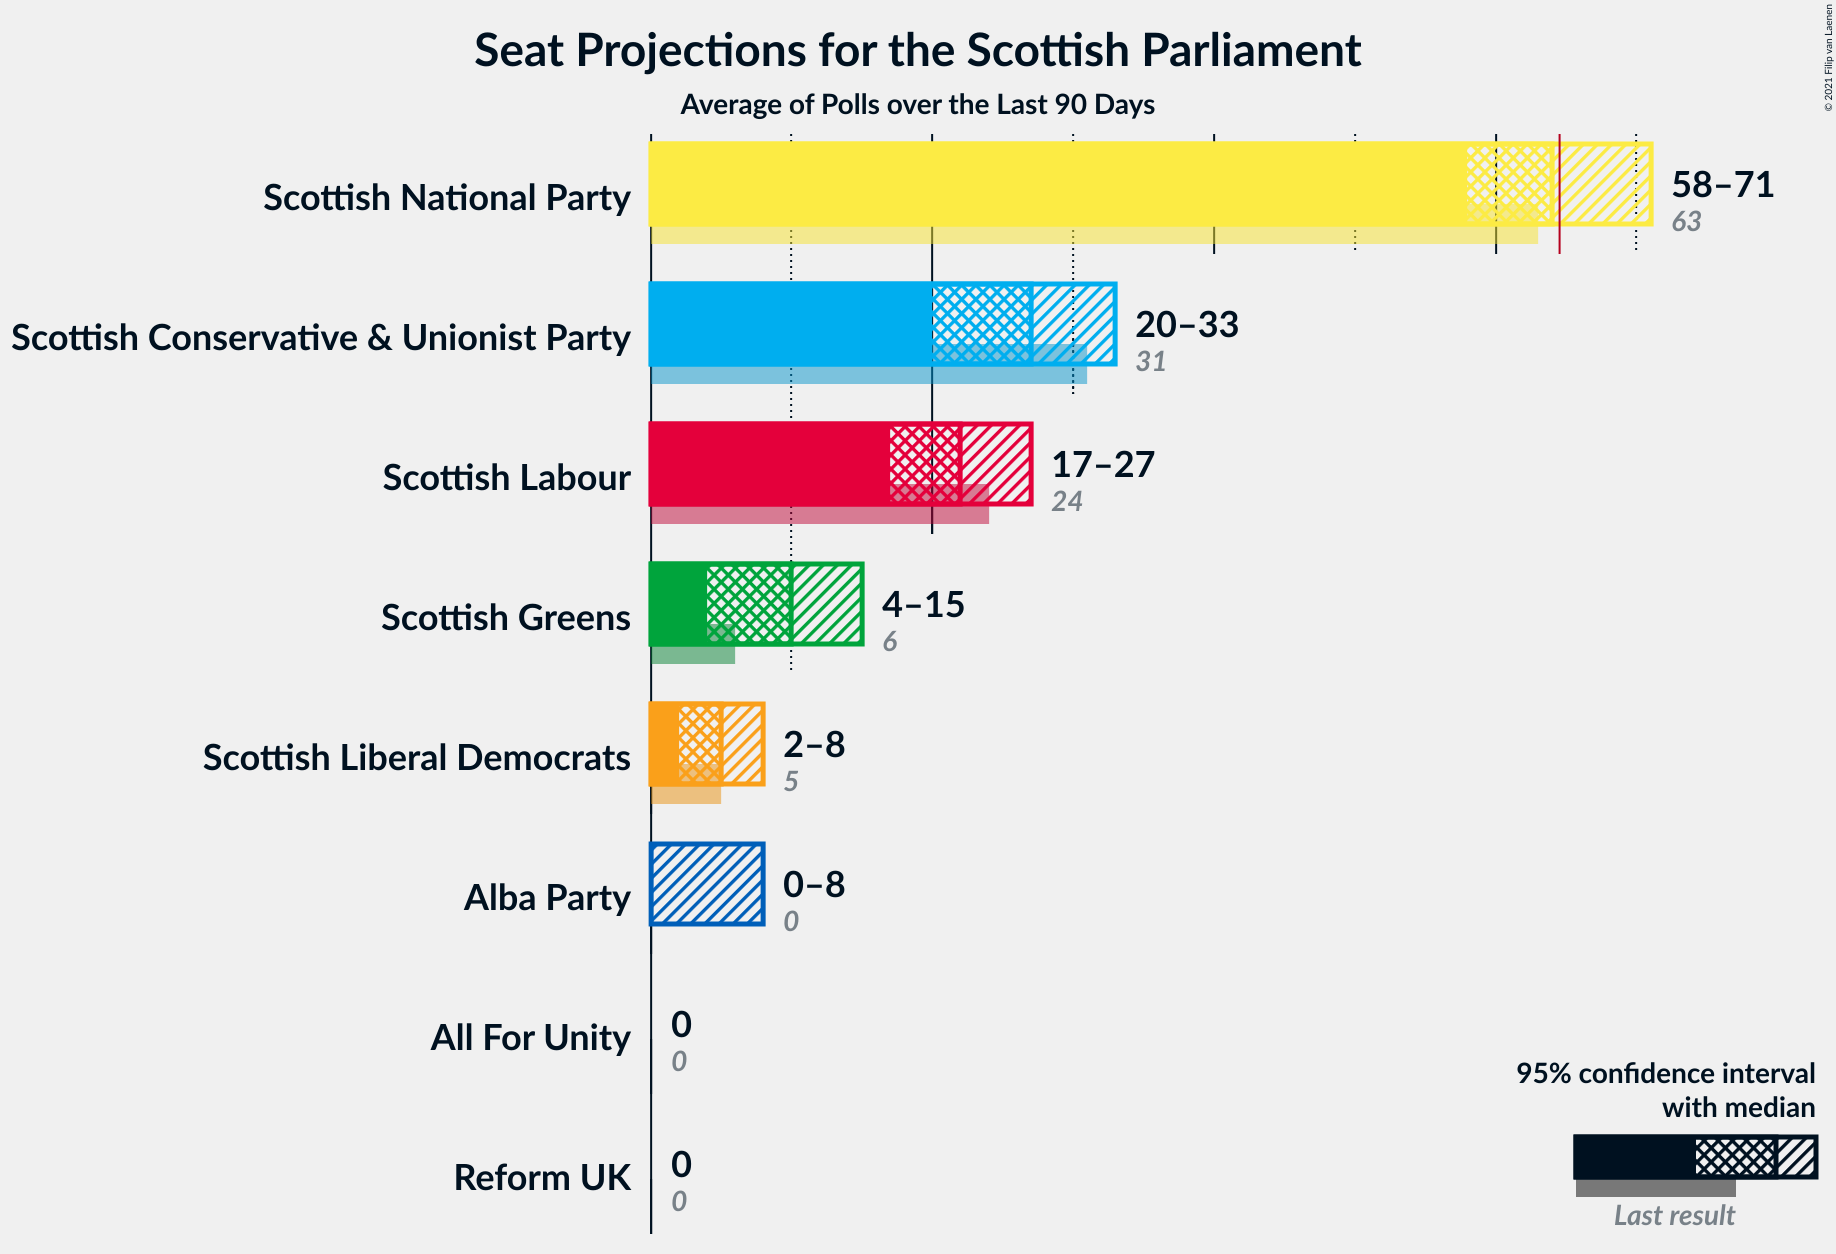 Seat Projections for the Scottish Parliament
Average of Polls over the Last 90 Days
© 2021 Filip van Laenen
Scottish National Party
58–71
63
Scottish Conservative & Unionist Party
20–33
31
Scottish Labour
17–27
24
Scottish Greens
4–15
6
Scottish Liberal Democrats
2–8
5
Alba Party
0–8
0
All For Unity
0
0
Reform UK
0
0
95% confidence interval
with median
Last result